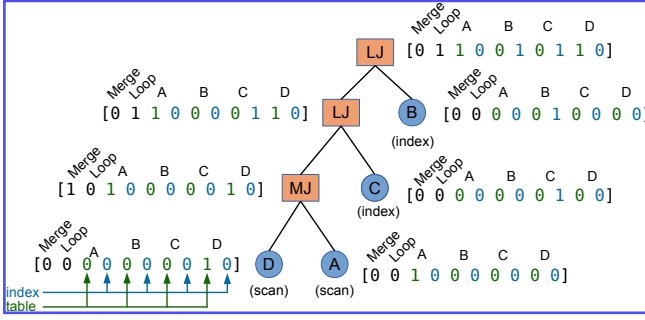 Merge Loop A B C D
LJ [0 1 1 0 0 1 0 1 1 0]
Merge Loop A B C D
[0 1 1 0 0 0 0 1 1 0] LJ
B
(index)
Merge Loop A B C D
[0 0 0 0 0 1 0 0 0 0]
Merge Loop A B C D
[1 0 1 0 0 0 0 0 1 0] MJ
C
(index)
Merge Loop A B C D
[0 0 0 0 0 0 0 1 0 0]
Merge Loop A B C D
[0 0 0 0 0 0 0 0 1 0]
index
table
D
(scan)
A
(scan)
Merge Loop A B C D
[0 0 1 0 0 0 0 0 0 0]